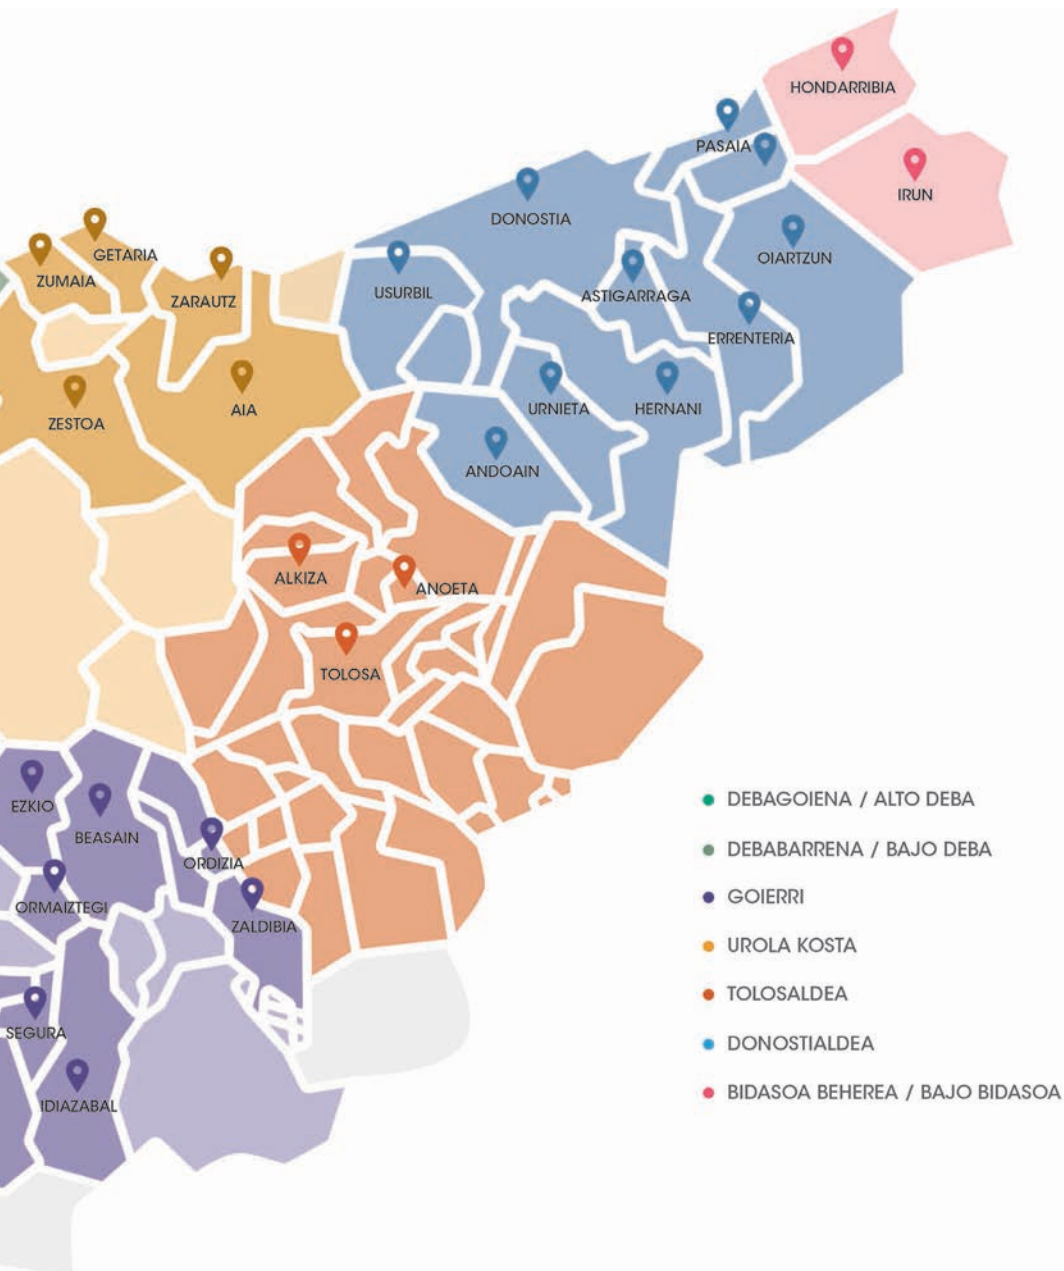 HONDARRIBIA
PASAIA
IRUN
DONOSTIA
GETARIA
OIARTZUN
ZUMAIA
USURBIL
ASTIGARRAGA
ZARAUTZ
ERRENTERIA
AIA
URNIETA
HERNANI
ZESTOA
ANDOAIN
ALKIZA
ANOETA
TOLOSA
EZKIO
BEASAIN
ORDIZIA
ORMAIZTEGI
ZALDIBIA
SEGURA
IDIAZABAL
DEBAGOIENA / ALTO DEBA
DEBABARRENA / BAJO DEBA
GOIERRI
UROLA KOSTA
TOLOSALDEA
DONOSTIALDEA
BIDASOA BEHEREA / BAJO BIDASOA